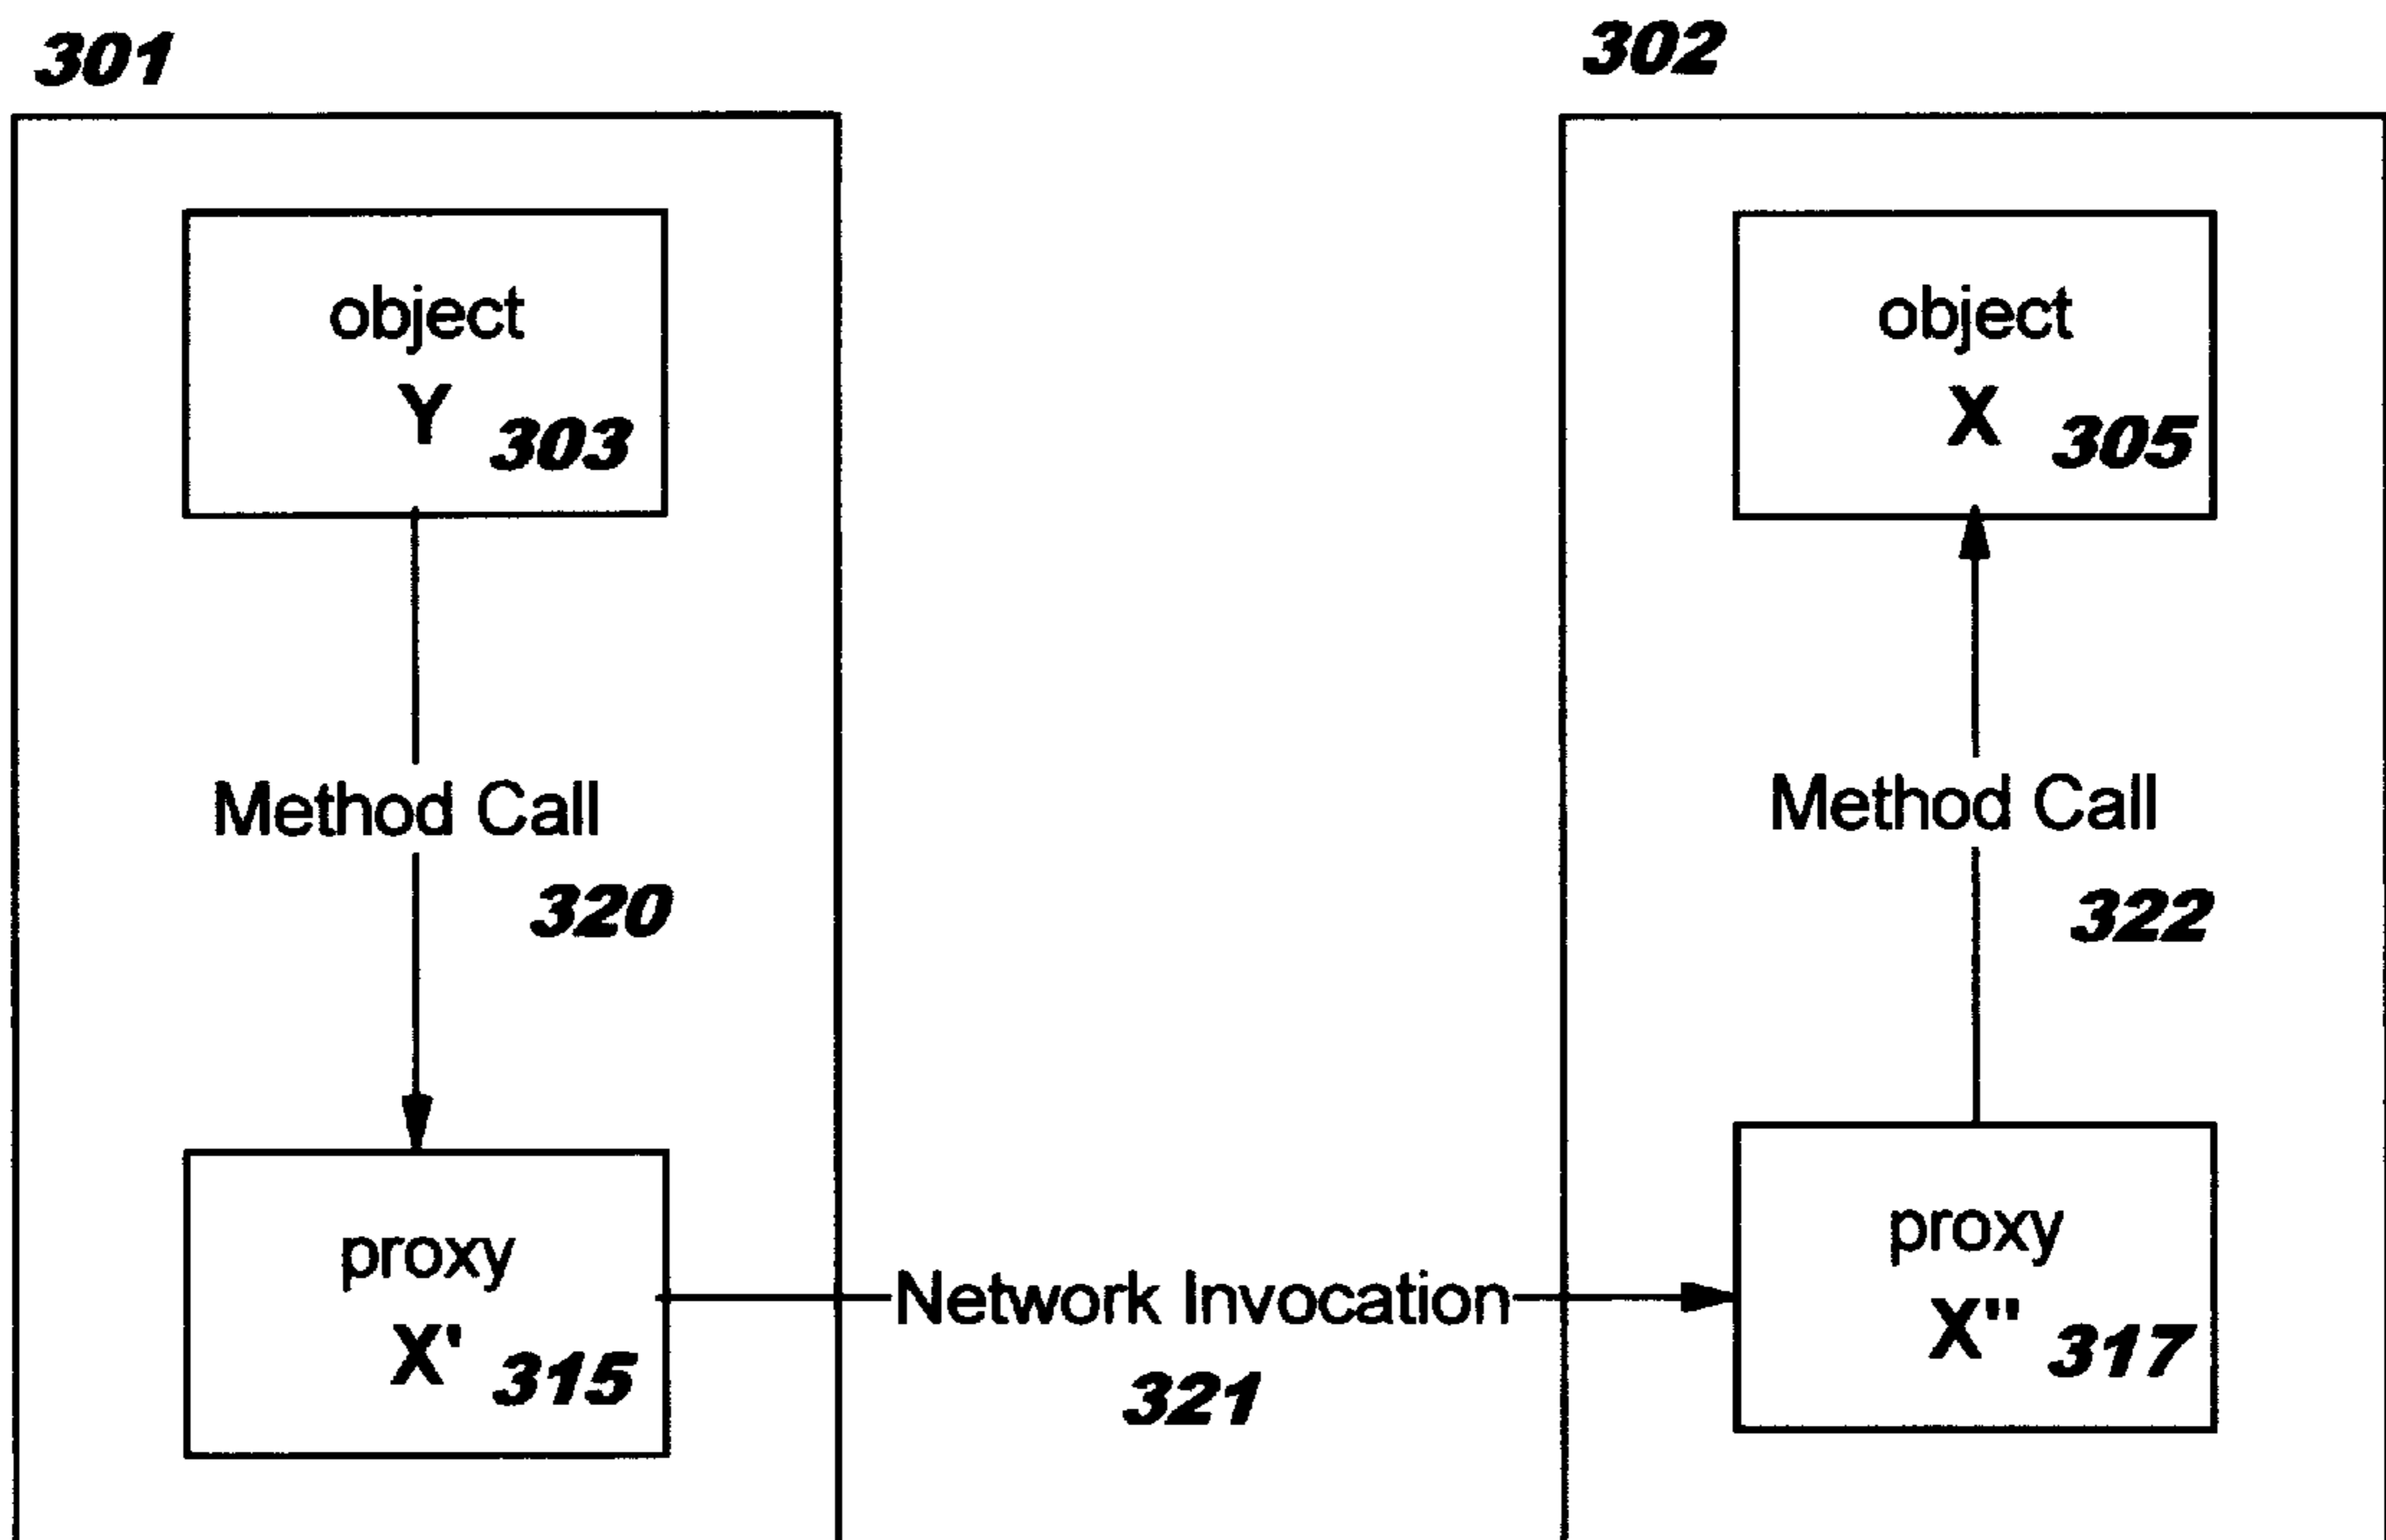 301
302
object
Y 303
object
X 305
Method Call
320
Method Call
322
proxy
X' 315
Network Invocation
321
proxy
X" 317